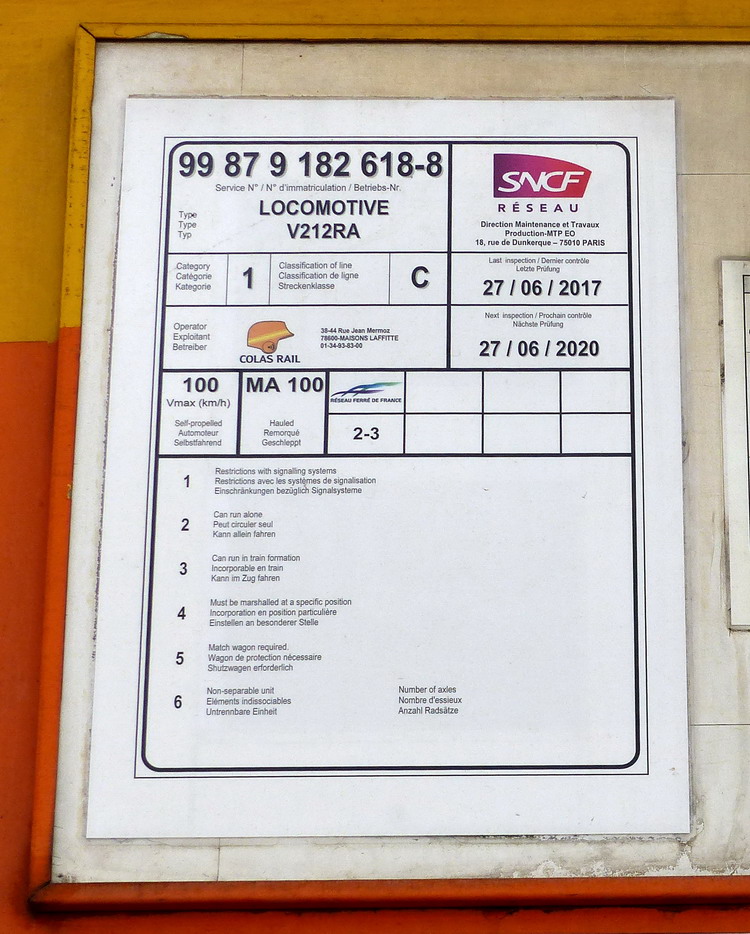 99 87 9 182 618-8
Service N° / N° d'immatriculation / Betriebs-Nr.
Type
Type
Typ
LOCOMOTIVE
V212RA
SNCF
RÉSEAU
Direction Maintenance et Travaux
Production-MTP EO
18, rue de Dunkerque – 75010 PARIS
Category
Catégorie
Kategorie
1
Classification of line
Classification de ligne
Streckenklasse
C
Last inspection / Dernier contrôle
Letzte Prüfung
27 / 06 / 2017
Operator
Exploitant
Betreiber
COLAS RAIL
38-44 Rue Jean Mermoz
78600-MAISONS LAFFITTE
01-34-93-83-00
Next inspection / Prochain contrôle
Nächste Prüfung
27 / 06 / 2020
100
Vmax (km/h)
Self-propelled
Automoteur
Selbstfahrend
MA 100
Hauled
Remorqué
Geschleppt
RÉSEAU FERRÉ DE FRANCE
2-3
1
Restrictions with signalling systems
Restrictions avec les systèmes de signalisation
Einschränkungen bezüglich Signalsysteme
2
Can run alone
Peut circuler seul
Kann allein fahren
3
Can run in train formation
Incorporable en train
Kann im Zug fahren
4
Must be marshalled at a specific position
Incorporation en position particulière
Einstellen an besonderer Stelle
5
Match wagon required.
Wagon de protection nécessaire
Shutzwagen erforderlich
6
Non-separable unit
Eléments indissociables
Untrennbare Einheit
Number of axles
Nombre d'essieux
Anzahl Radsätze